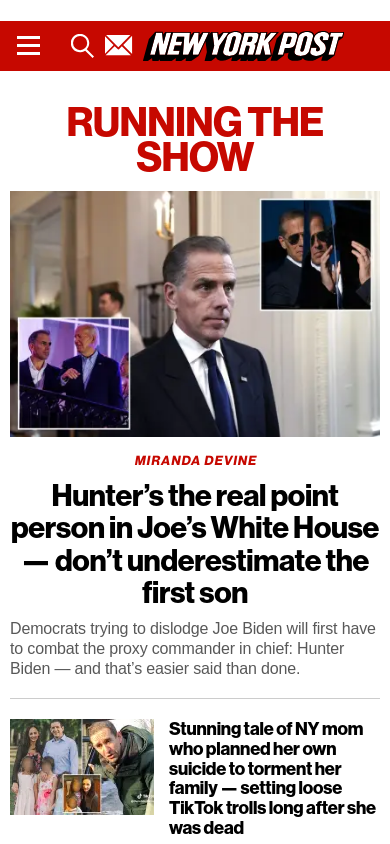 NEW YORK POST
RUNNING THE
SHOW
MIRANDA DEVINE
Hunter’s the real point
person in Joe’s White House
— don’t underestimate the
first son
Democrats trying to dislodge Joe Biden will first have
to combat the proxy commander in chief: Hunter
Biden — and that’s easier said than done.
Stunning tale of NY mom
who planned her own
suicide to torment her
family — setting loose
TikTok trolls long after she
was dead